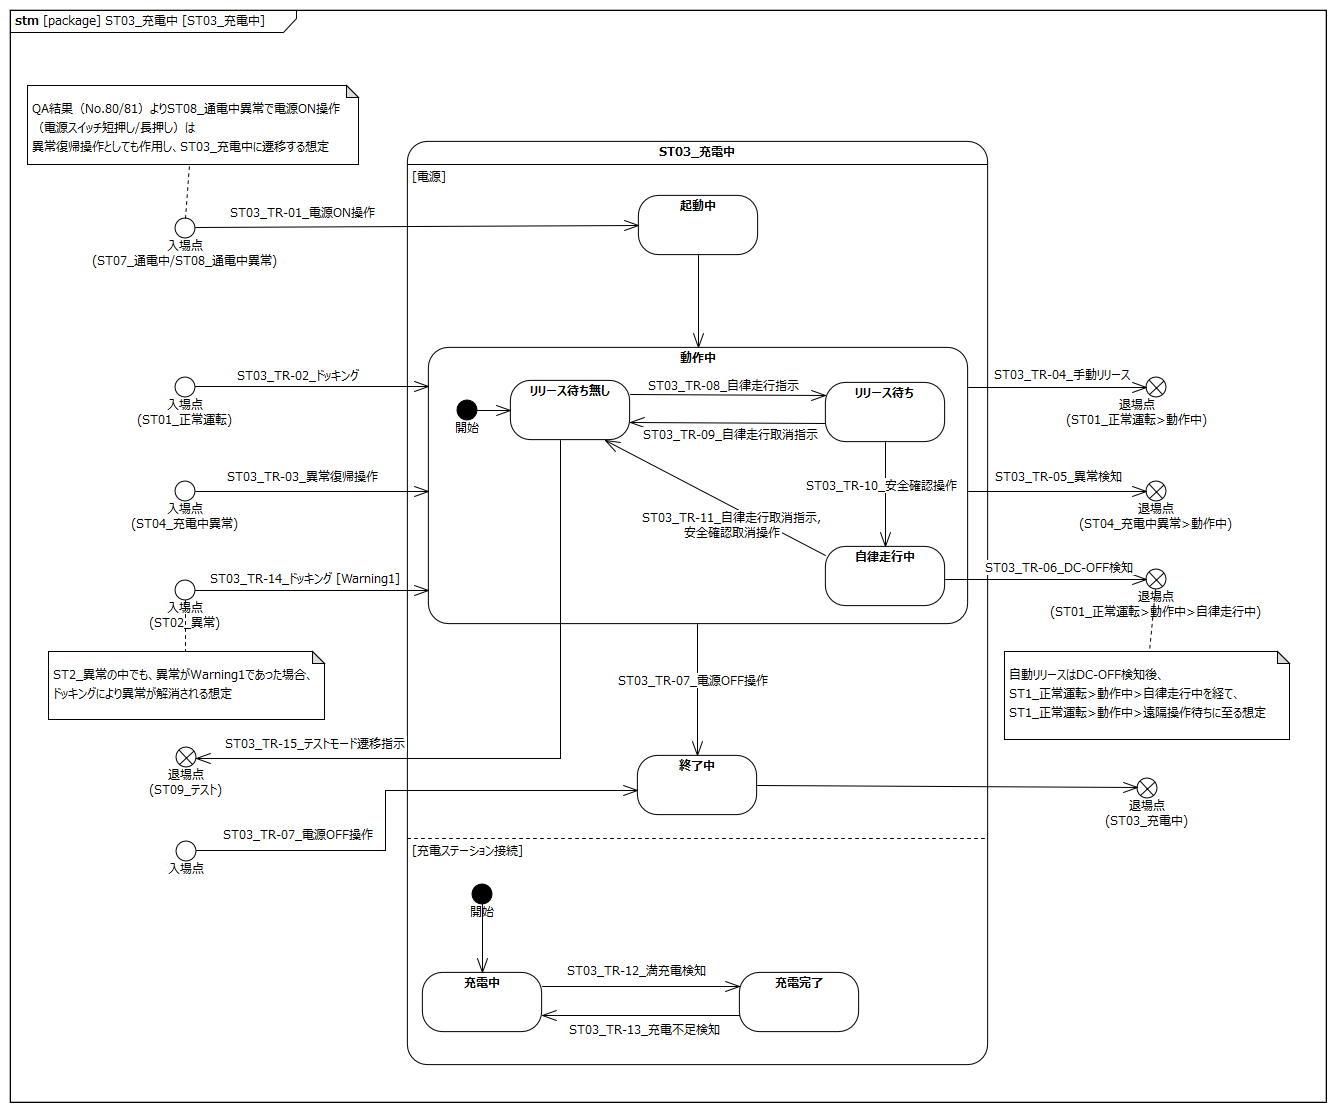 stm [package] ST03_充電中 [ST03_充電中]
QA結果（No.80/81）よりST08_通電中異常で電源ON操作
（電源スイッチ短押し/長押し）は
異常復帰操作としても作用し、ST03_充電中に遷移する想定
ST03_充電中
[電源]
起動中
ST03_TR-01_電源ON操作
入場点
(ST07_通電中/ST08_通電中異常)
動作中
ST03_TR-02_ドッキング
入場点
(ST01_正常運転)
開始
リリース待ち無し
ST03_TR-08_自律走行指示
リリース待ち
ST03_TR-09_自律走行取消指示
ST03_TR-04_手動リリース
退場点
(ST01_正常運転>動作中)
ST03_TR-03_異常復帰操作
入場点
(ST04_充電中異常)
ST03_TR-10_安全確認操作
ST03_TR-05_異常検知
退場点
(ST04_充電中異常>動作中)
ST03_TR-11_自律走行取消指示,
安全確認取消操作
自律走行中
ST03_TR-14_ドッキング [Warning1]
入場点
(ST02_異常)
ST03_TR-06_DC-OFF検知
退場点
(ST01_正常運転>動作中>自律走行中)
ST2_異常の中でも、異常がWarning1であった場合、
ドッキングにより異常が解消される想定
自動リリースはDC-OFF検知後、
ST1_正常運転>動作中>自律走行中を経て、
ST1_正常運転>動作中>遠隔操作待ちに至る想定
ST03_TR-07_電源OFF操作
ST03_TR-15_テストモード遷移指示
退場点
(ST09_テスト)
終了中
退場点
(ST03_充電中)
ST03_TR-07_電源OFF操作
入場点
[充電ステーション接続]
開始
充電中
ST03_TR-12_満充電検知
充電完了
ST03_TR-13_充電不足検知